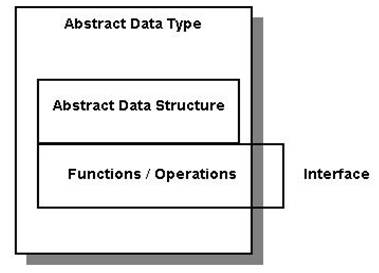 Abstract Data Type
Abstract Data Structure
Functions / Operations
Interface